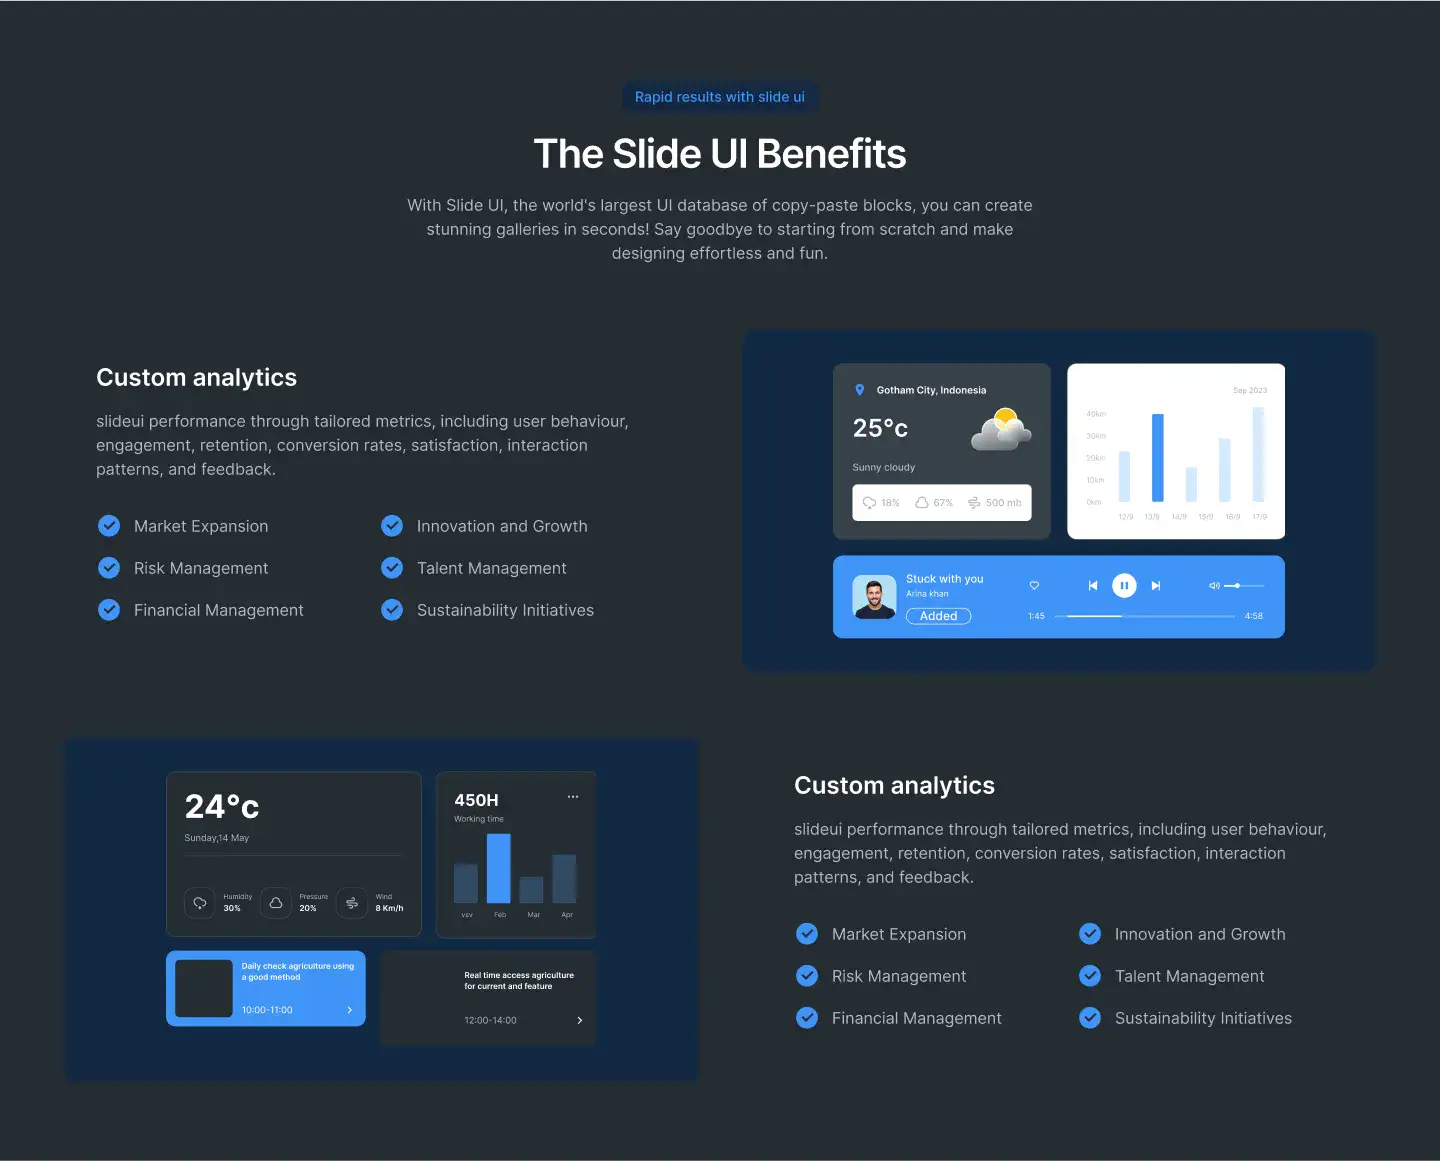 Rapid results with slide ui
The Slide UI Benefits
With Slide UI, the world's largest UI database of copy-paste blocks, you can create
stunning galleries in seconds! Say goodbye to starting from scratch and make
designing effortless and fun.
Custom analytics
slideui performance through tailored metrics, including user behaviour,
engagement, retention, conversion rates, satisfaction, interaction
patterns, and feedback.
Market Expansion
Innovation and Growth
Risk Management
Talent Management
Financial Management
Sustainability Initiatives
Gotham City, Indonesia
25°c
Sunny cloudy
18% 67% 500 mb
Sep 2023
40km
30km
20km
10km
0km
12/9 13/9 14/9 15/9 16/9 17/9
Stuck with you
Arina khan
Added
1:45
4:58
24°c
Sunday,14 May
Humidity
30%
Pressure
20%
Wind
8 Km/h
450H
Working time
vsv Feb Mar Apr
Daily check agriculture using
a good method
10:00-11:00
Real time access agriculture
for current and feature
12:00-14:00
Custom analytics
slideui performance through tailored metrics, including user behaviour,
engagement, retention, conversion rates, satisfaction, interaction
patterns, and feedback.
Market Expansion
Innovation and Growth
Risk Management
Talent Management
Financial Management
Sustainability Initiatives